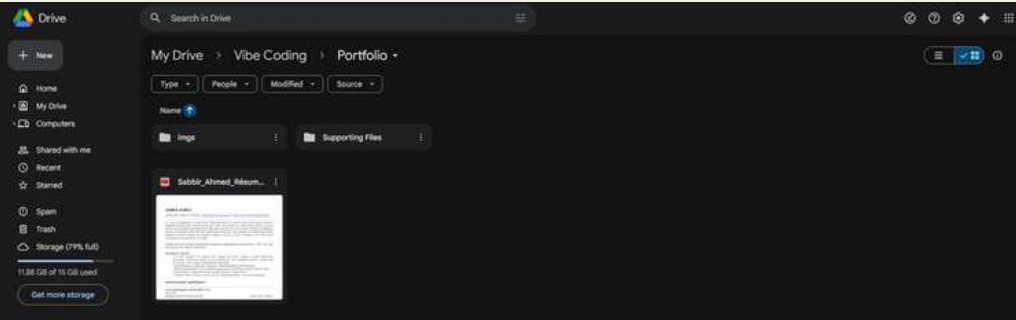 Drive
Search in Drive
New
Home
My Drive
Computers
Shared with me
Recent
Starred
Spam
Trash
Storage (79% full)
11.88 GB of 15 GB used
Get more storage
My Drive > Vibe Coding > Portfolio
Type People Modified Source
Name
imgs
Supporting Files
Sabbir_Ahmed_Résum...